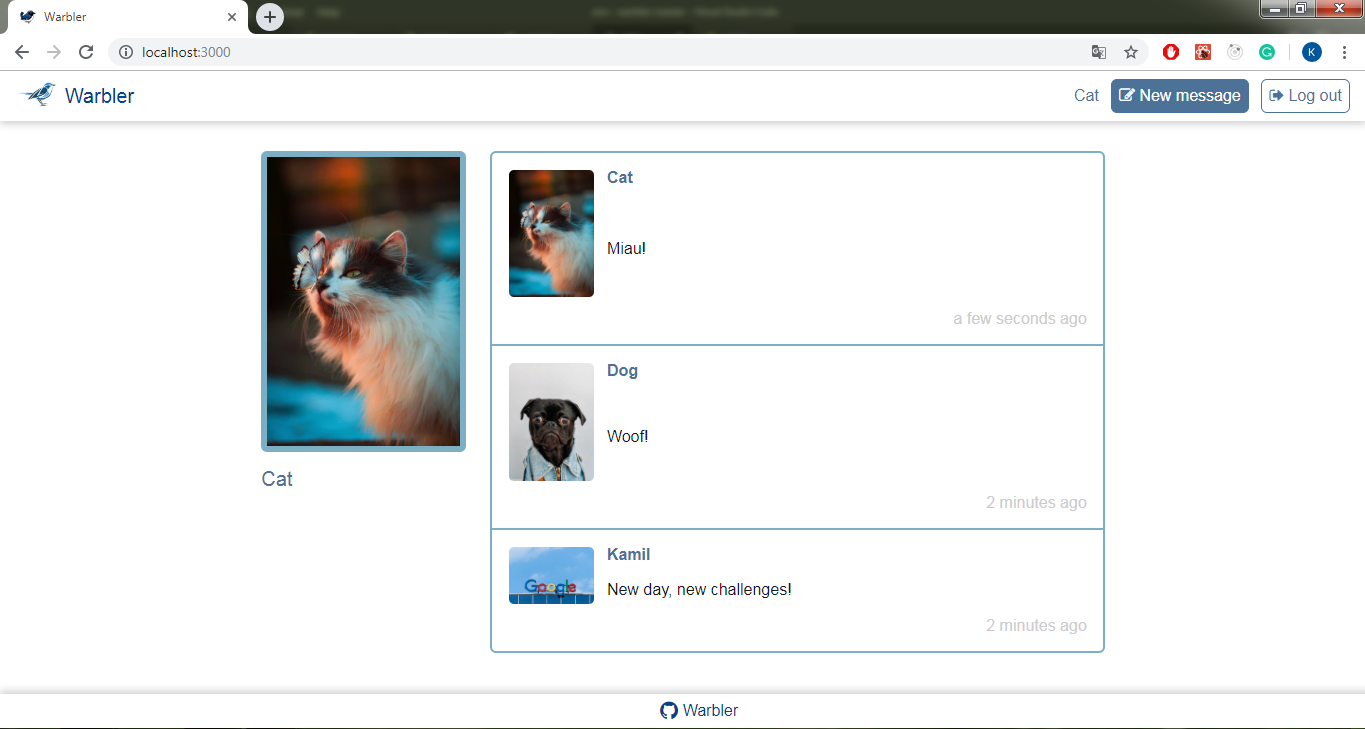 Warbler
localhost:3000
K
Warbler
Cat
New message
Log out
Cat
Cat
Miau!
a few seconds ago
Dog
Woof!
2 minutes ago
Google
Kamil
New day, new challenges!
2 minutes ago
Warbler